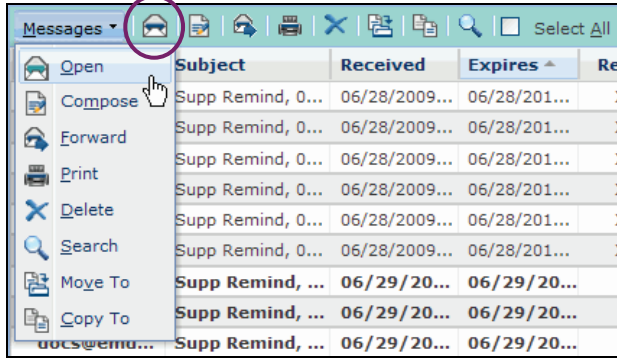 Messages Select All
Subject Received Expires Re
Open
Compose Supp Remind, 0... 06/28/2009... 06/28/201...
Forward Supp Remind, 0... 06/28/2009... 06/28/201...
Supp Remind, 0... 06/28/2009... 06/28/201...
Print Supp Remind, 0... 06/28/2009... 06/28/201...
Delete Supp Remind, 0... 06/28/2009... 06/28/201...
Search Supp Remind, 0... 06/28/2009... 06/28/201...
Move To Supp Remind, ... 06/29/20... 06/29/20...
Copy To Supp Remind, ... 06/29/20... 06/29/20...
docs@emd... Supp Remind, ... 06/29/20... 06/29/20...